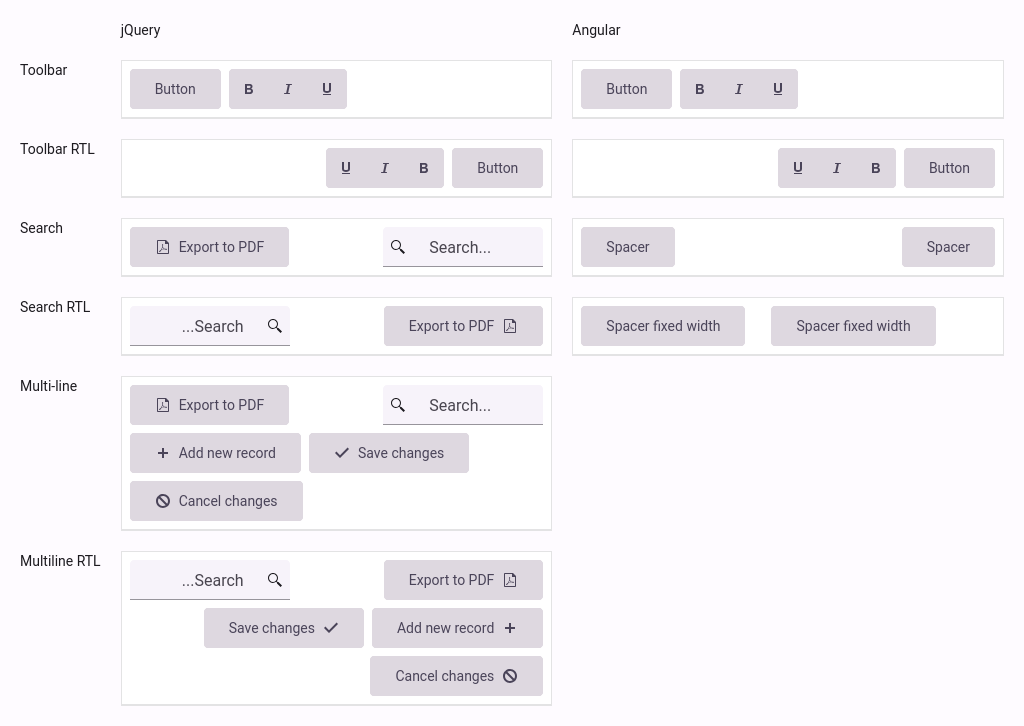 jQuery Angular
Toolbar Button B I U Button B I U
Toolbar RTL U I B Button U I B Button
Search Export to PDF Search... Spacer Spacer
Search RTL ...Search Export to PDF Spacer fixed width Spacer fixed width
Multi-line Export to PDF Search...
Add new record Save changes
Cancel changes
Multiline RTL ...Search Export to PDF
Save changes Add new record
Cancel changes